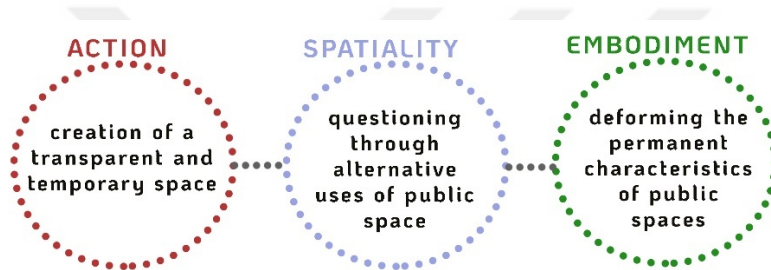 ACTION
creation of a
transparent and
temporary space
SPATIALITY
questioning
through
alternative
uses of public
space
EMBODIMENT
deforming the
permanent
characteristics
of public
spaces